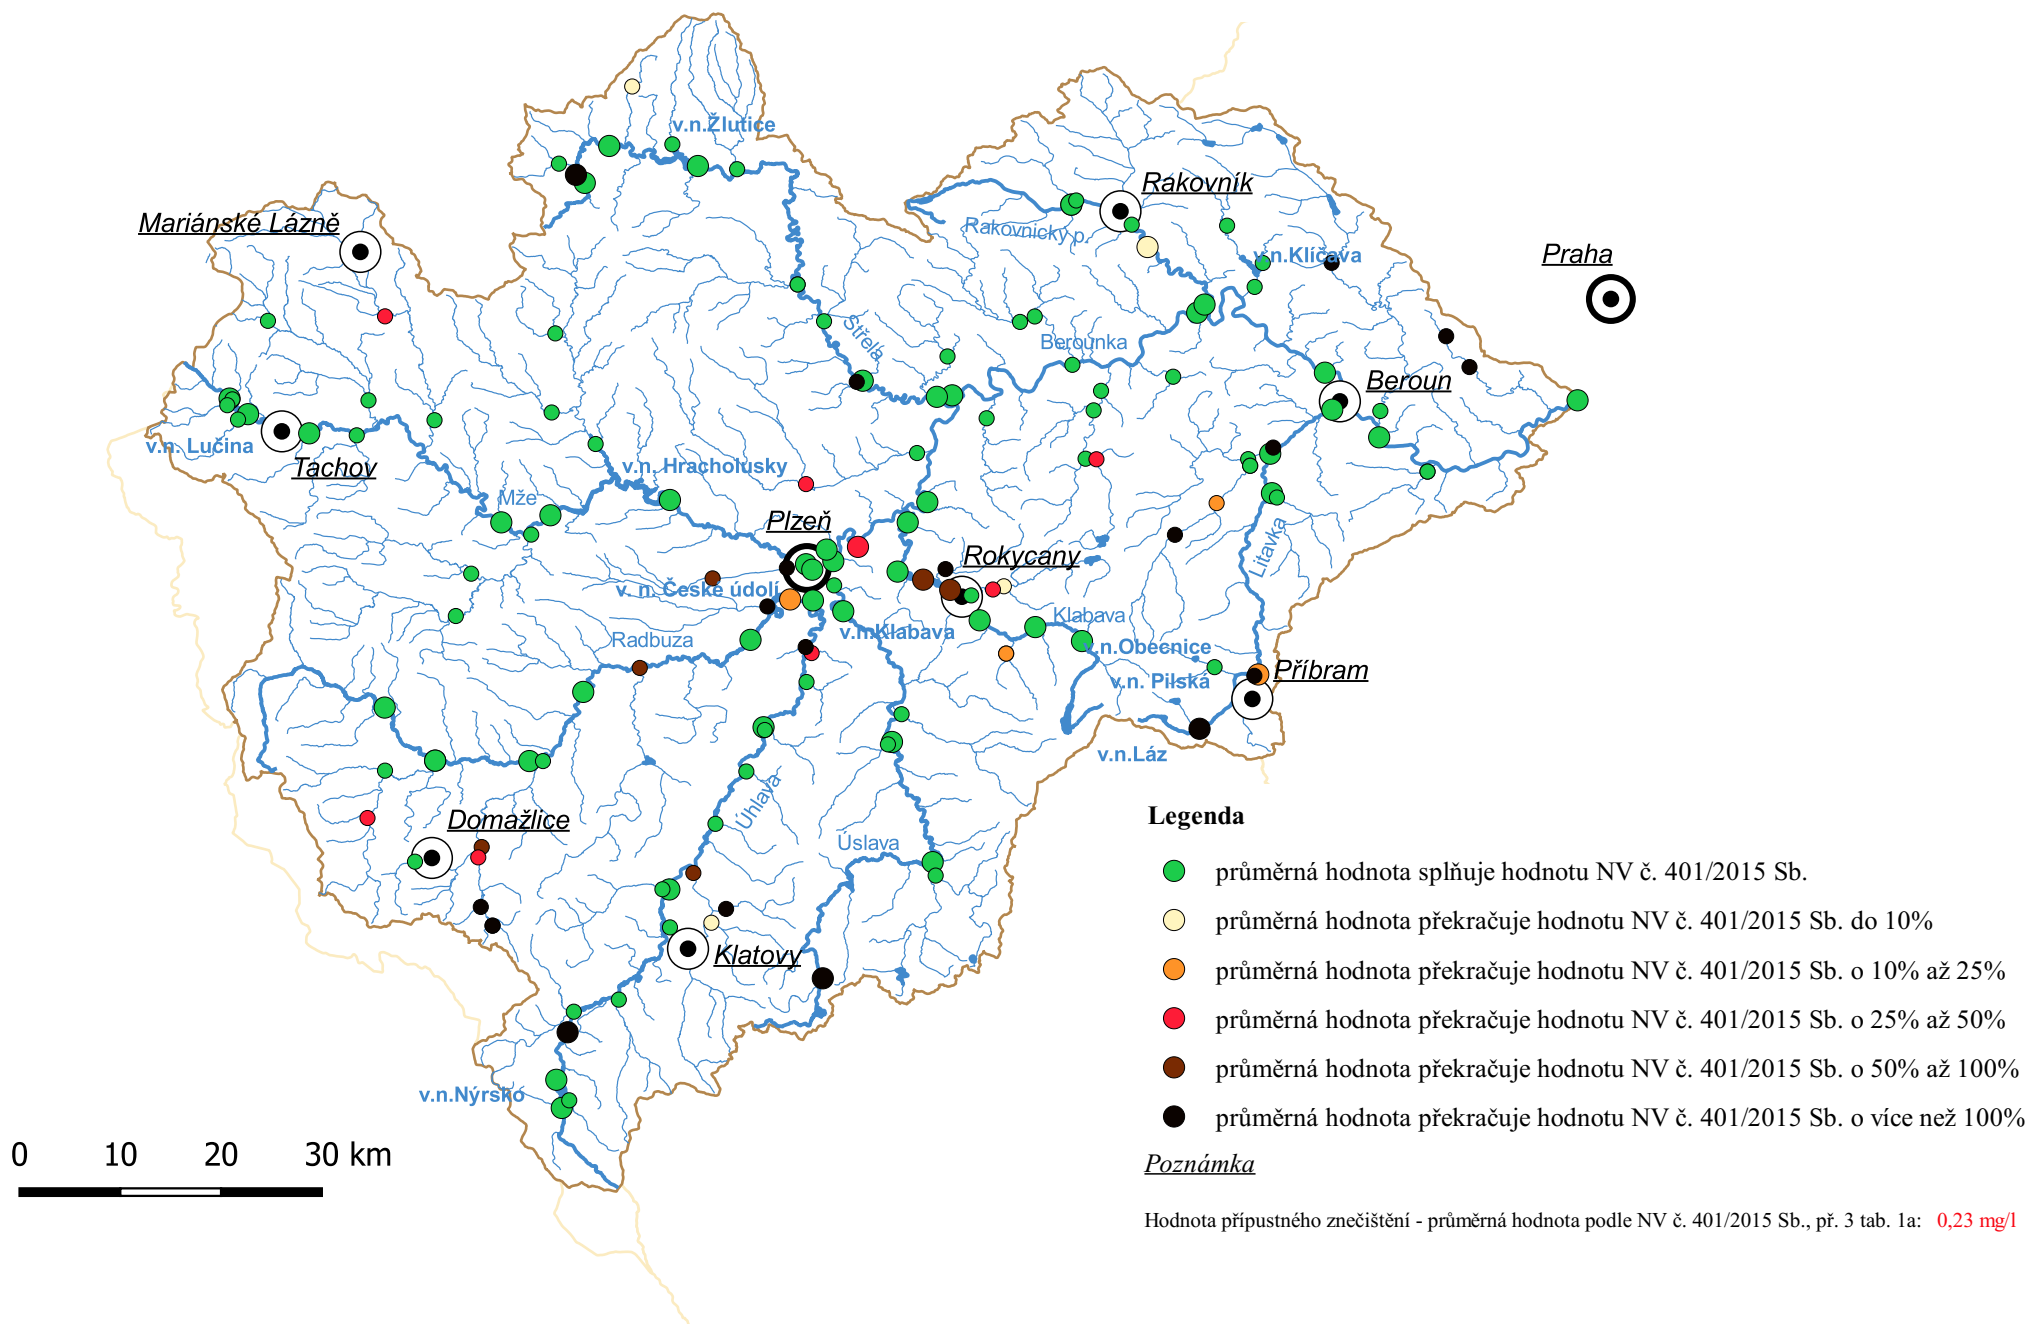 v.n.Žlutice
Rakovník
Mariánské Lázně
Rakovnický p.
v.n.Klíčava
Praha
Střela
Berounka
Beroun
v.n. Lučina
Tachov
v.n. Hracholusky
Mže
Plzeň
Rokycany
Litavka
v. n. České údolí
Klabava
Radbuza
v.n.Klabava
v.n.Obecnice
Příbram
v.n. Pilská
v.n.Láz
Úhlava
Domažlice
Úslava
Klatovy
v.n.Nýrsko
0 10 20 30 km
Legenda
průměrná hodnota splňuje hodnotu NV č. 401/2015 Sb.
průměrná hodnota překračuje hodnotu NV č. 401/2015 Sb. do 10%
průměrná hodnota překračuje hodnotu NV č. 401/2015 Sb. o 10% až 25%
průměrná hodnota překračuje hodnotu NV č. 401/2015 Sb. o 25% až 50%
průměrná hodnota překračuje hodnotu NV č. 401/2015 Sb. o 50% až 100%
průměrná hodnota překračuje hodnotu NV č. 401/2015 Sb. o více než 100%
Poznámka
Hodnota přípustného znečištění - průměrná hodnota podle NV č. 401/2015 Sb., př. 3 tab. 1a: 0,23 mg/l